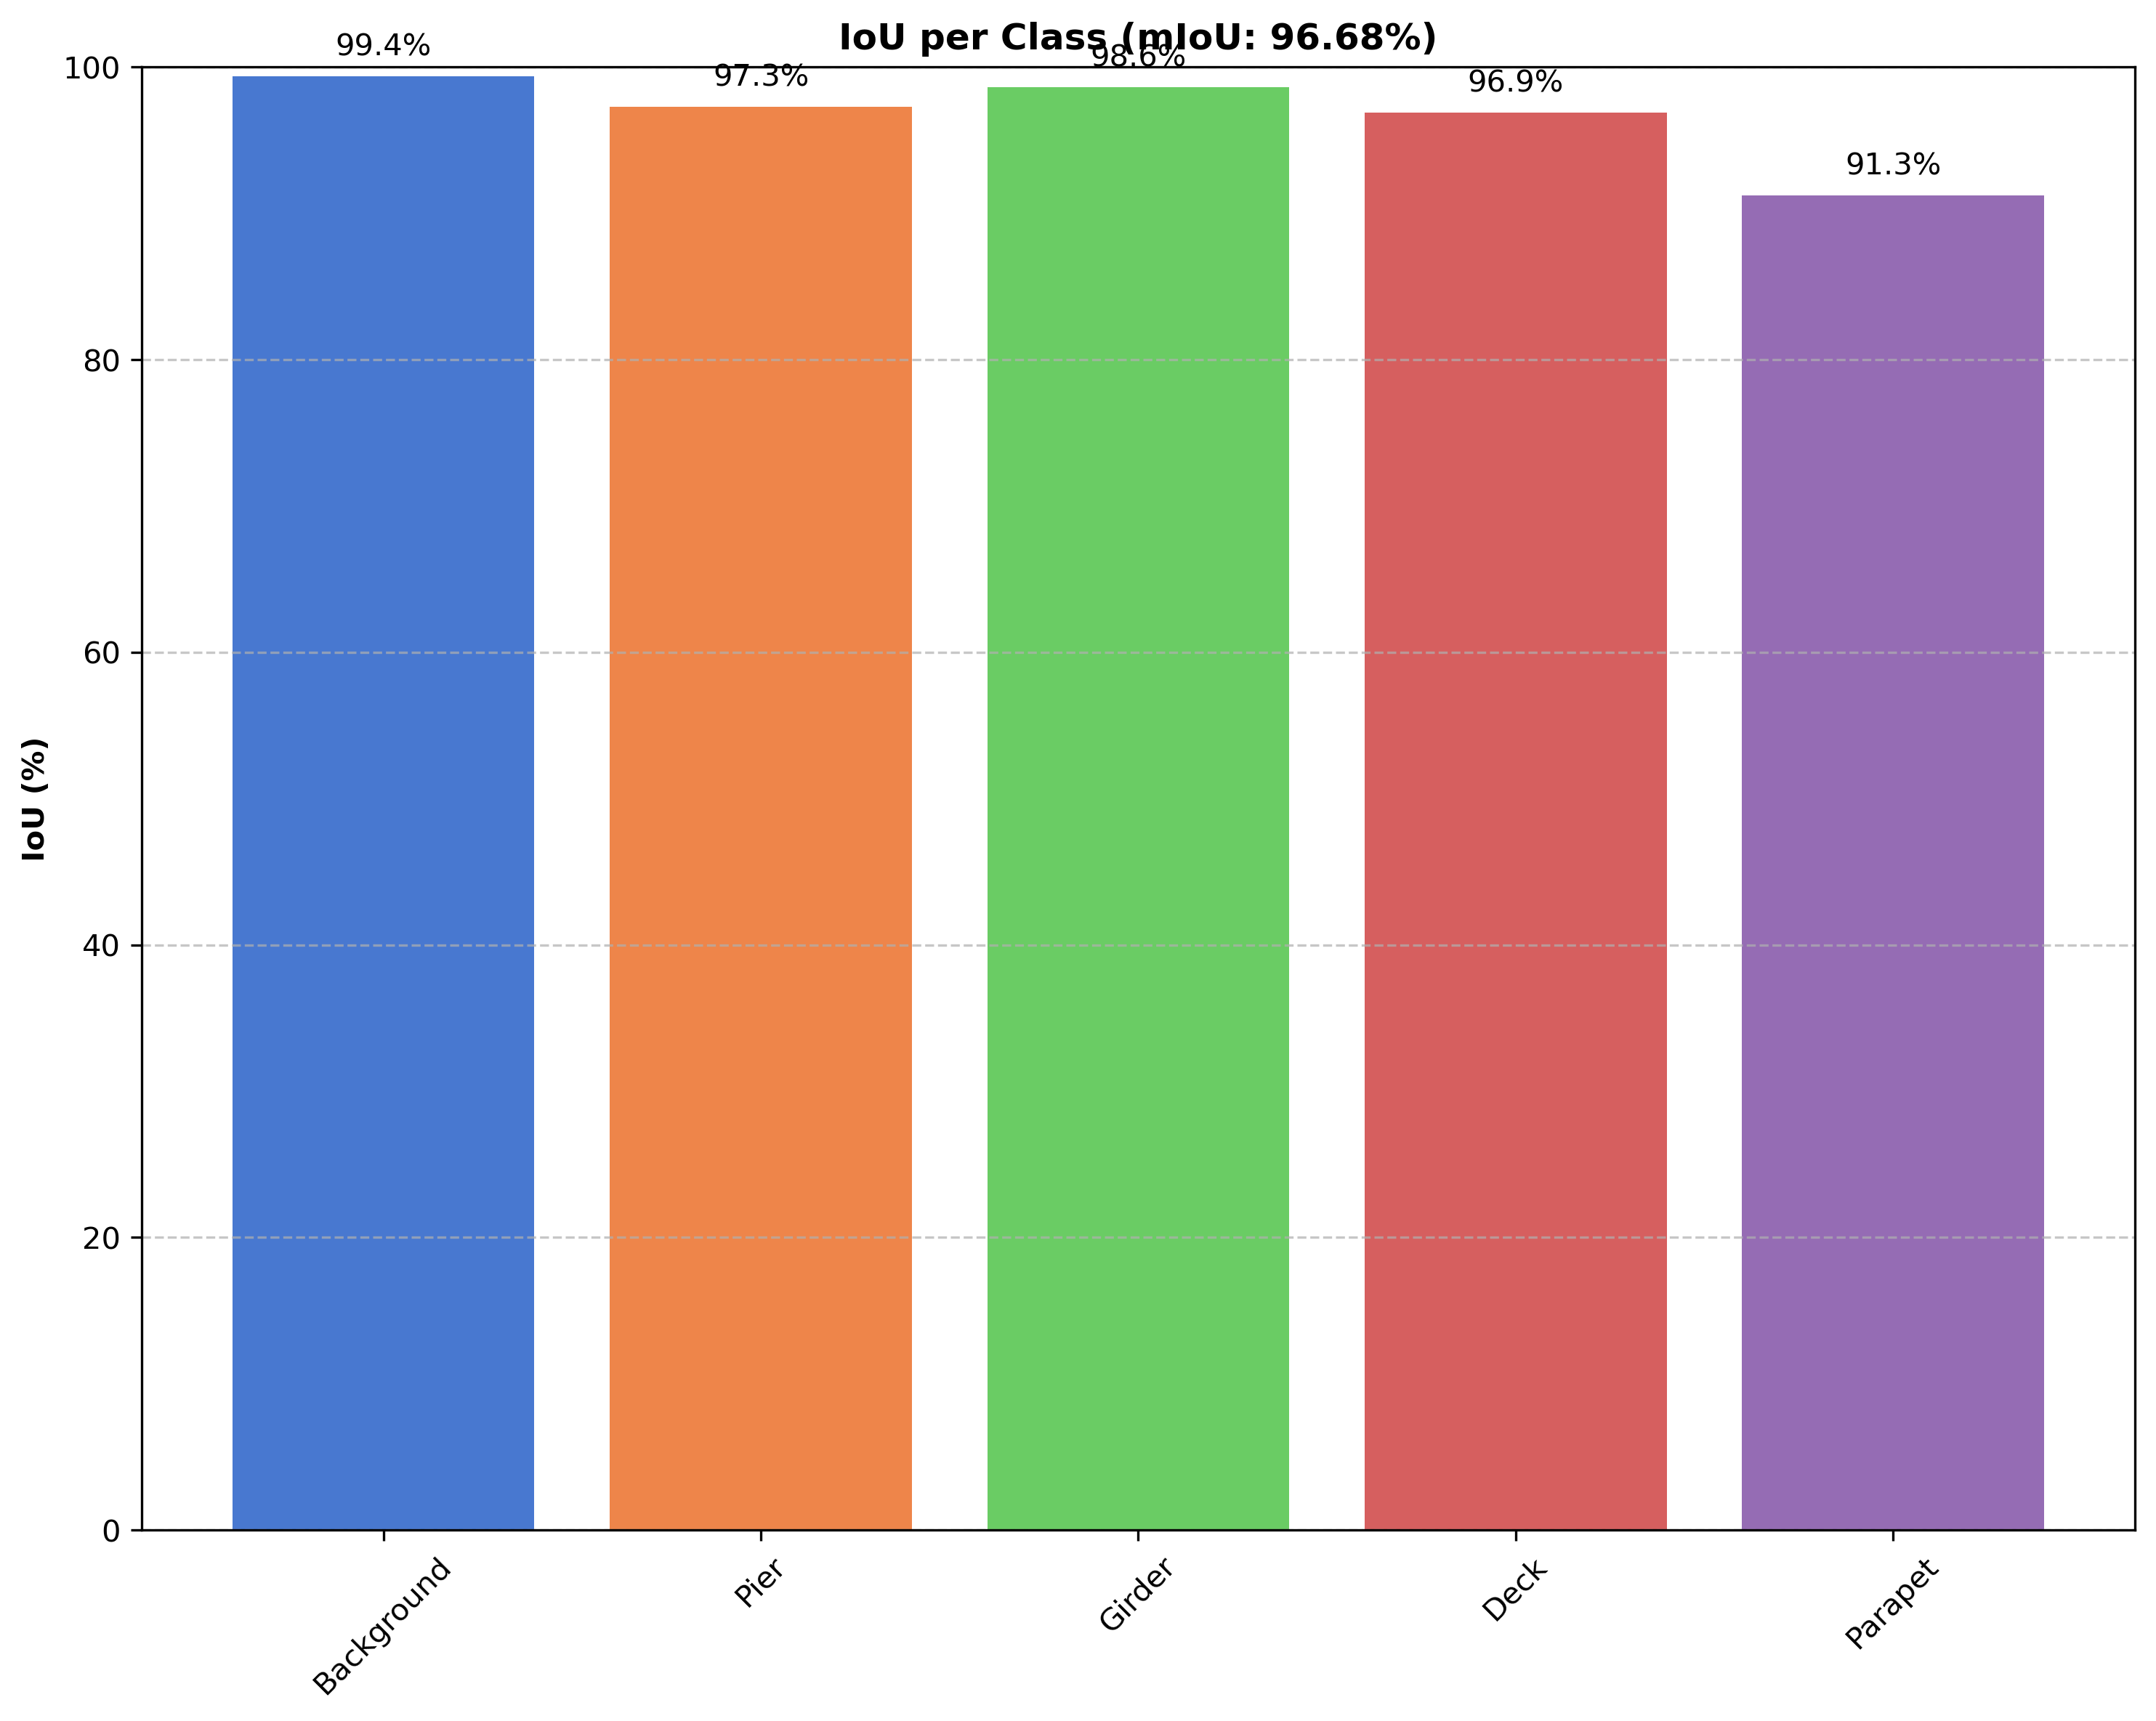 IoU per Class (mIoU: 96.68%)
99.4%
97.3%
98.6%
96.9%
91.3%
100
80
60
40
20
0
IoU (%)
Background
Pier
Girder
Deck
Parapet